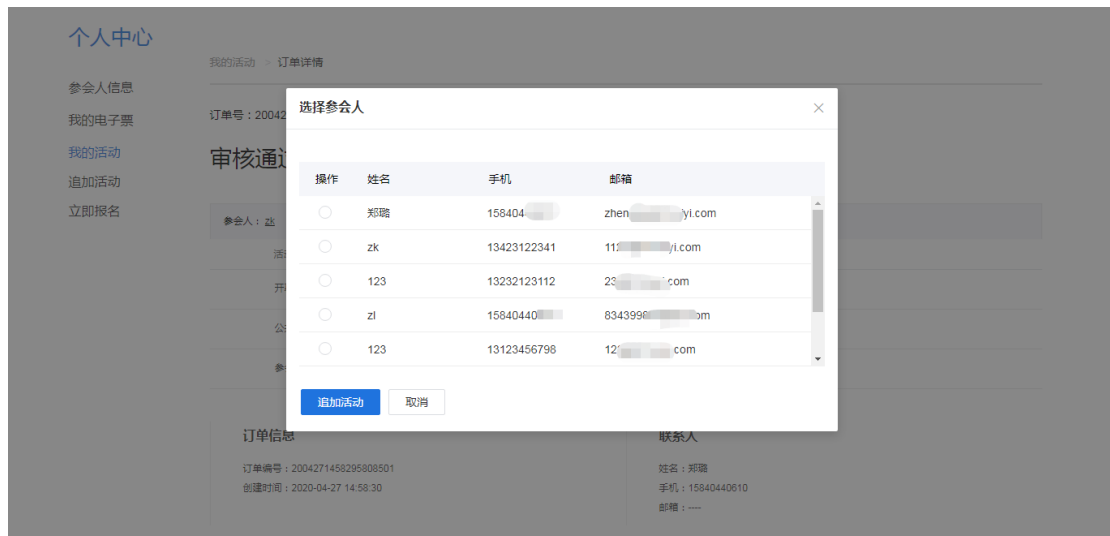 个人中心
我的活动 > 订单详情
参会人信息
我的电子票
我的活动
追加活动
立即报名
订单号：20042
审核通过
参会人：zk
活
开
公
参
选择参会人
操作 姓名 手机 邮箱
郑璐 158404 zhen yi.com
zk 13423122341 112 yi.com
123 13232123112 23 .com
zl 15840440 8343998 om
123 13123456798 12 com
追加活动 取消
订单信息
订单编号：2004271458295808501
创建时间：2020-04-27 14:58:30
联系人
姓名：郑璐
手机：15840440610
邮箱：----